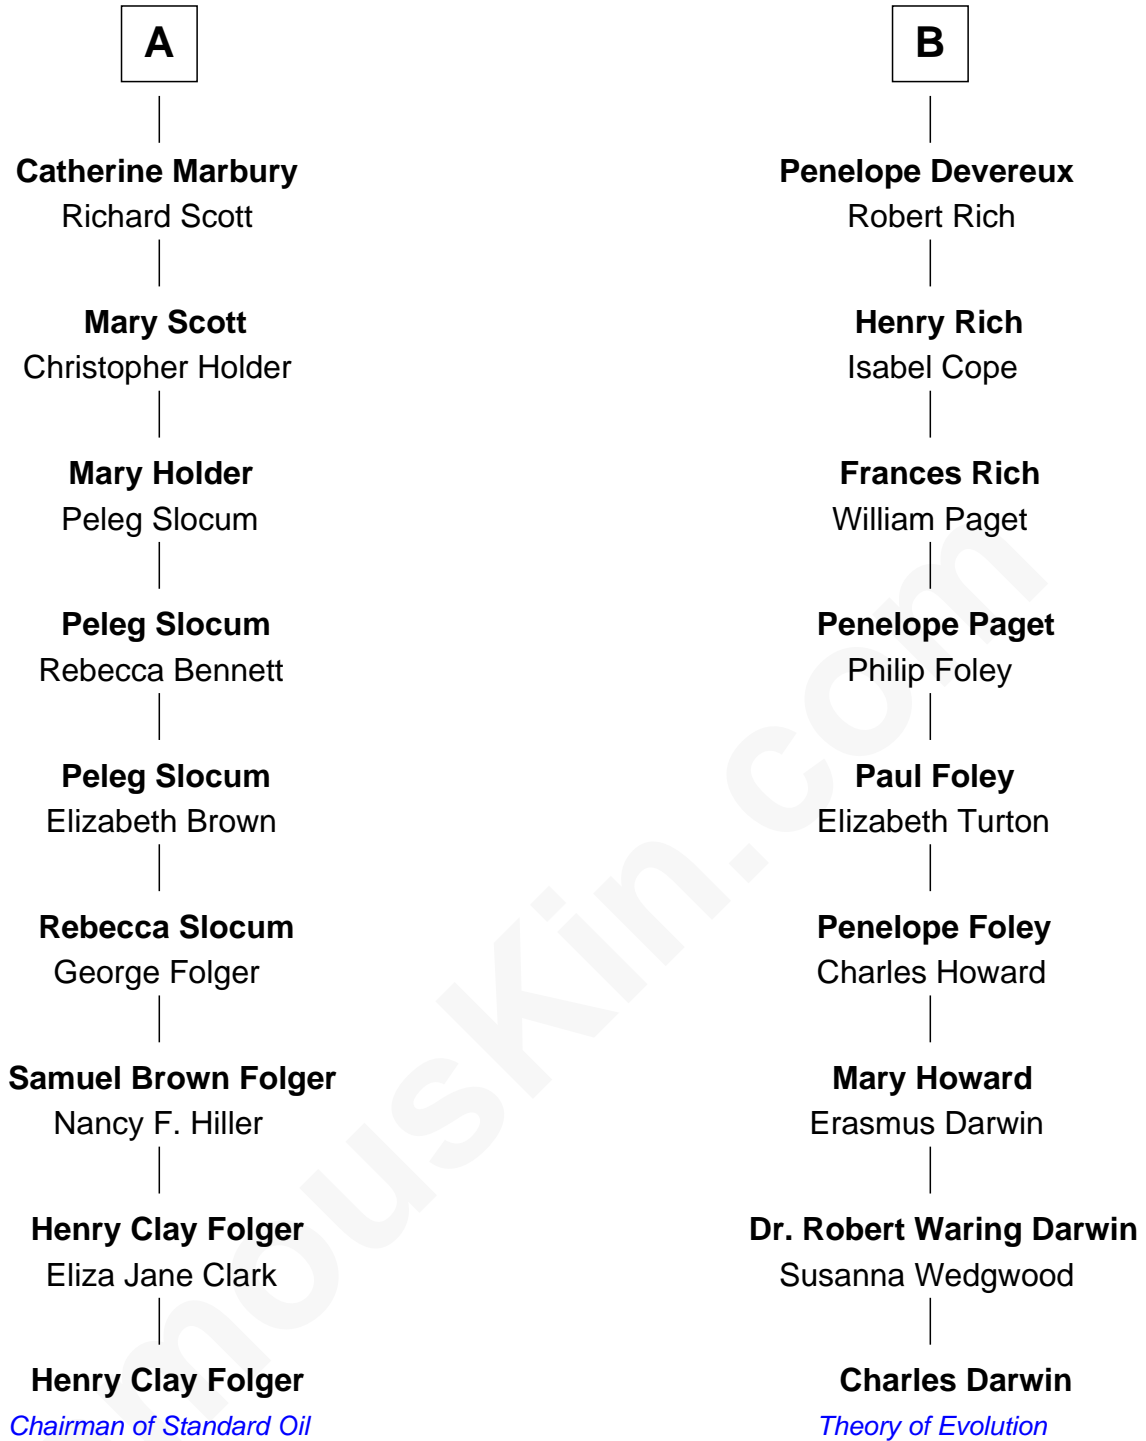 A
Catherine Marbury
Richard Scott
Mary Scott
Christopher Holder
Mary Holder
Peleg Slocum
Peleg Slocum
Rebecca Bennett
Peleg Slocum
Elizabeth Brown
Rebecca Slocum
George Folger
Samuel Brown Folger
Nancy F. Hiller
Henry Clay Folger
Eliza Jane Clark
Henry Clay Folger
Chairman of Standard Oil
B
Penelope Devereux
Robert Rich
Henry Rich
Isabel Cope
Frances Rich
William Paget
Penelope Paget
Philip Foley
Paul Foley
Elizabeth Turton
Penelope Foley
Charles Howard
Mary Howard
Erasmus Darwin
Dr. Robert Waring Darwin
Susanna Wedgwood
Charles Darwin
Theory of Evolution
mousKin.com